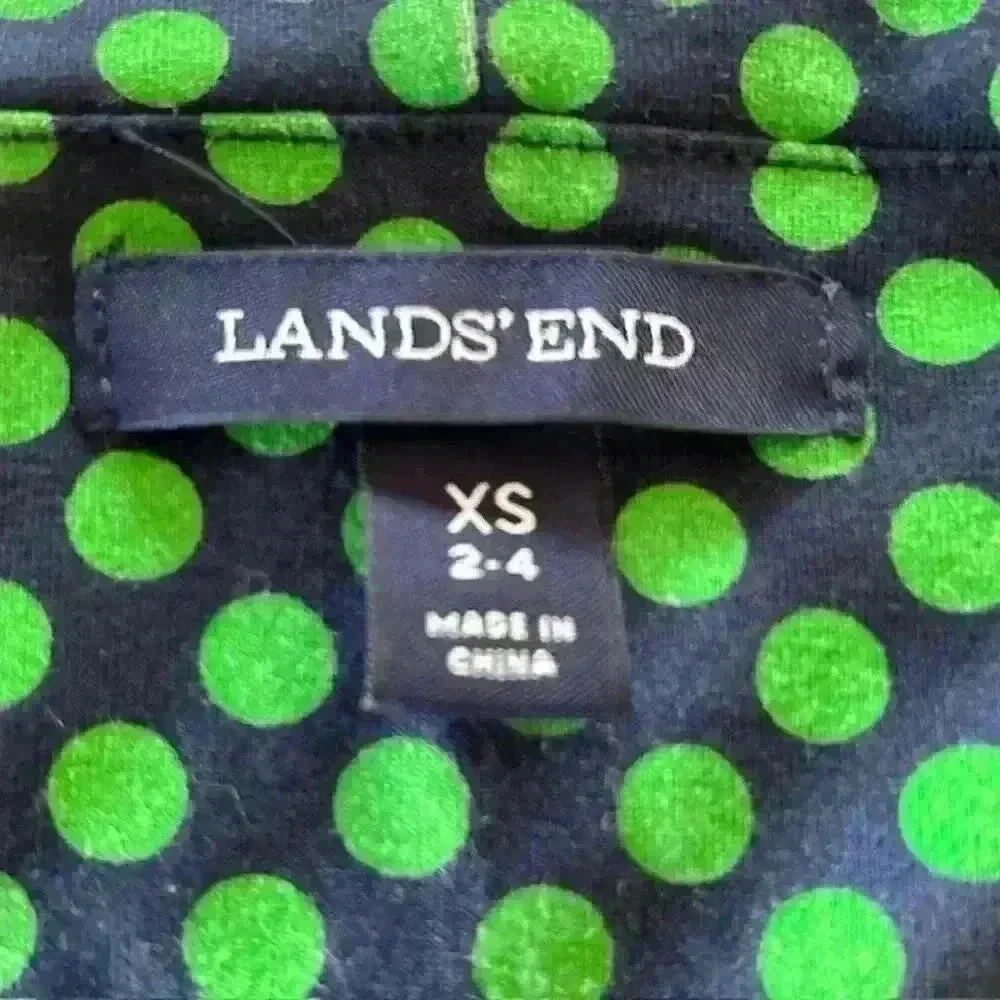 LANDS' END
XS
2-4
MADE IN
CHINA